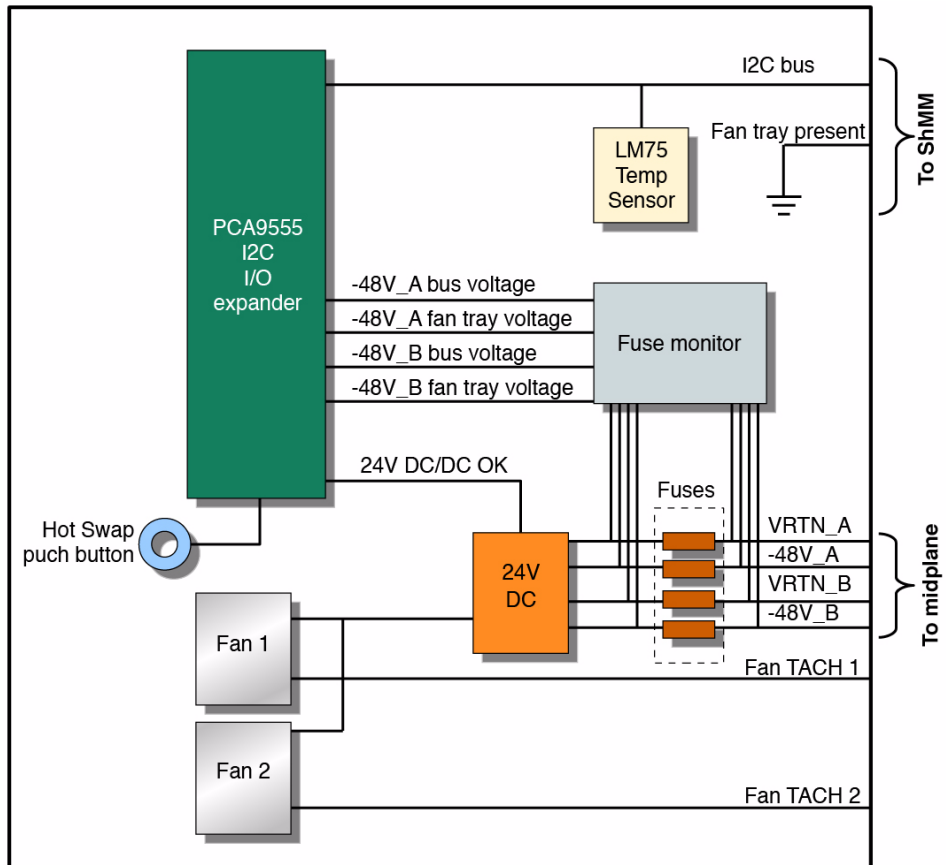 I2C bus
Fan tray present
To ShMM
LM75
Temp
Sensor
PCA9555
I2C
I/O
expander
-48V_A bus voltage
-48V_A fan tray voltage
-48V_B bus voltage
-48V_B fan tray voltage
Fuse monitor
24V DC/DC OK
Fuses
Hot Swap
puch button
24V
DC
VRTN_A
-48V_A
VRTN_B
-48V_B
To midplane
Fan 1
Fan TACH 1
Fan 2
Fan TACH 2